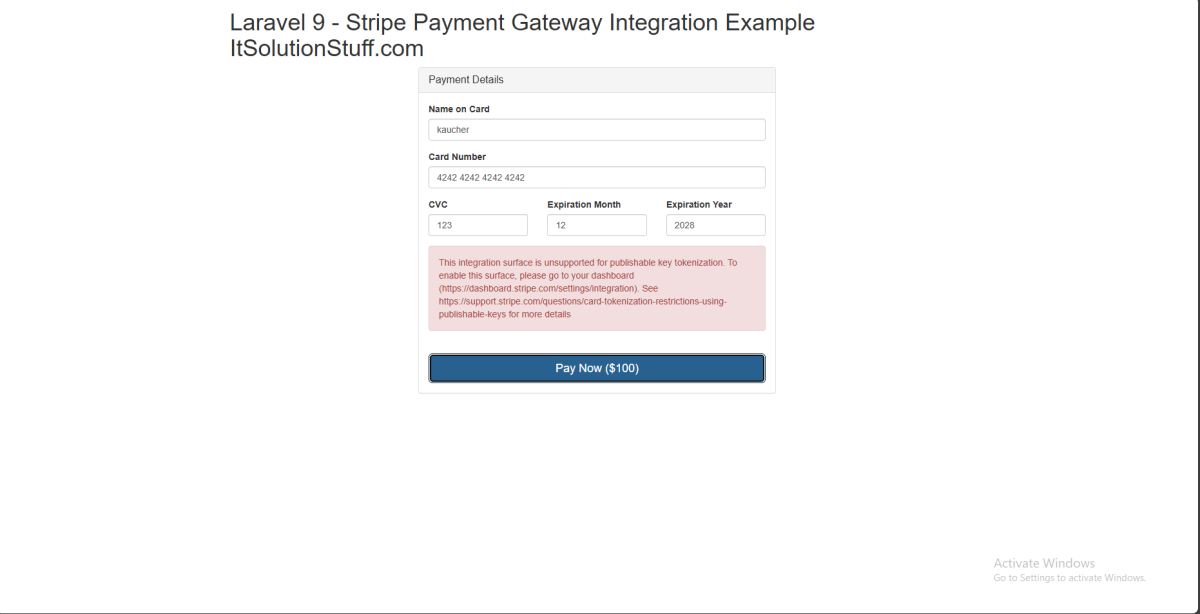 Laravel 9 - Stripe Payment Gateway Integration Example
ItSolutionStuff.com
Payment Details
Name on Card
kaucher
Card Number
4242 4242 4242 4242
CVC Expiration Month Expiration Year
123 12 2028
This integration surface is unsupported for publishable key tokenization. To
enable this surface, please go to your dashboard
(https://dashboard.stripe.com/settings/integration). See
https://support.stripe.com/questions/card-tokenization-restrictions-using-
publishable-keys for more details
Pay Now ($100)
Activate Windows
Go to Settings to activate Windows.